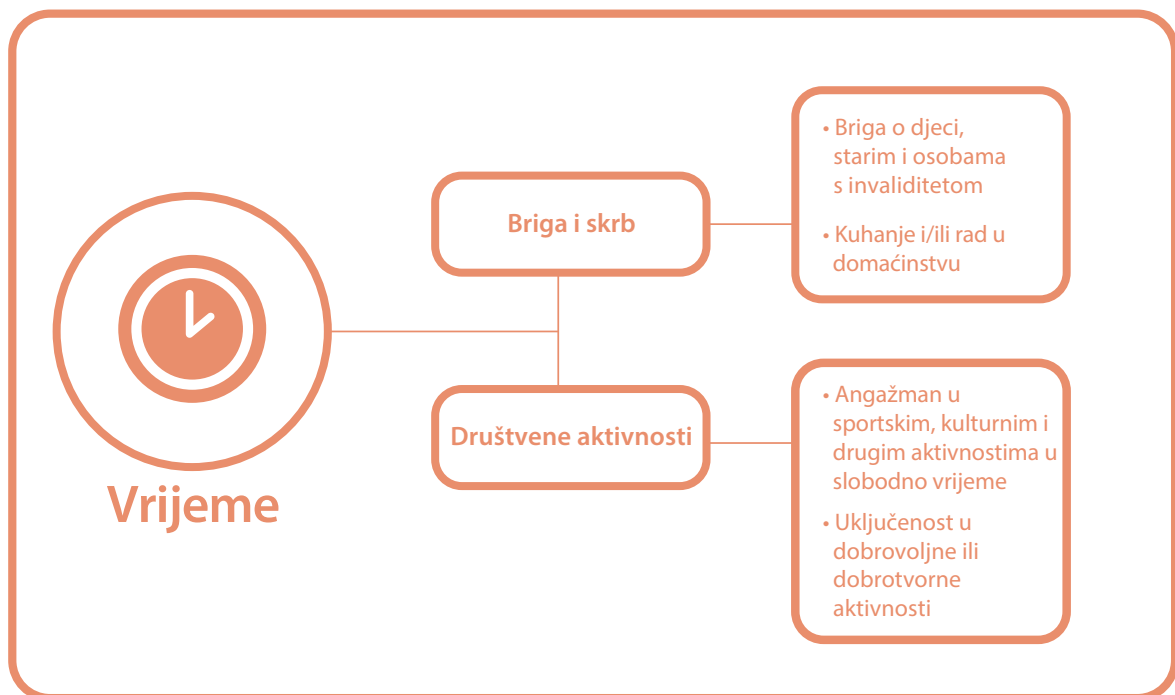 Vrijeme
Briga i skrb
• Briga o djeci,
starim i osobama
s invaliditetom
• Kuhanje i/ili rad u
domaćinstvu
Društvene aktivnosti
• Angažman u
sportskim, kulturnim i
drugim aktivnostima u
slobodno vrijeme
• Uključenost u
dobrovoljne ili
dobrotvorne
aktivnosti